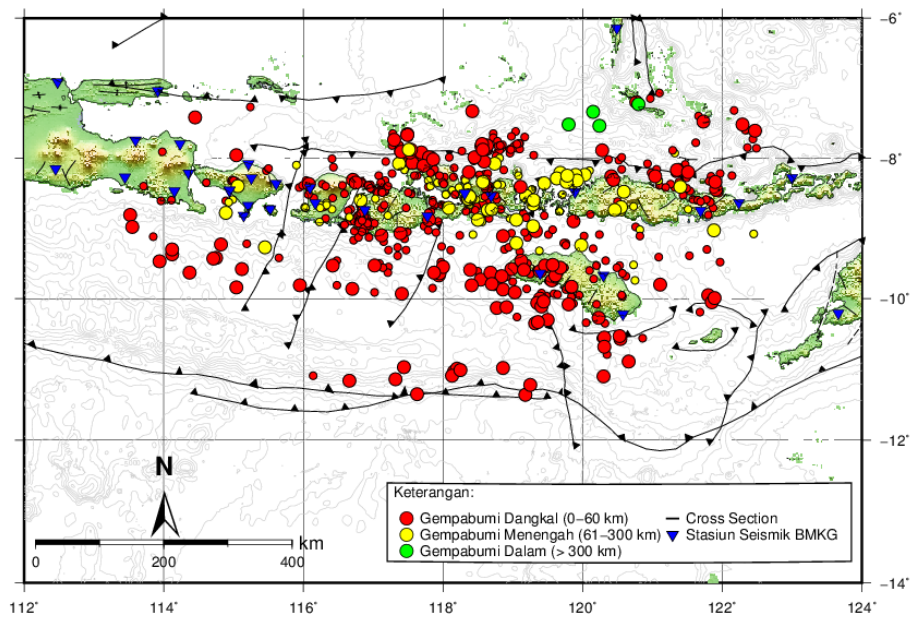 −6°
−8°
−10°
−12°
−14°
N
km
0 200 400
Keterangan:
Gempabumi Dangkal (0−60 km)
Gempabumi Menengah (61−300 km)
Gempabumi Dalam (> 300 km)
Cross Section
Stasiun Seismik BMKG
112° 114° 116° 118° 120° 122° 124°